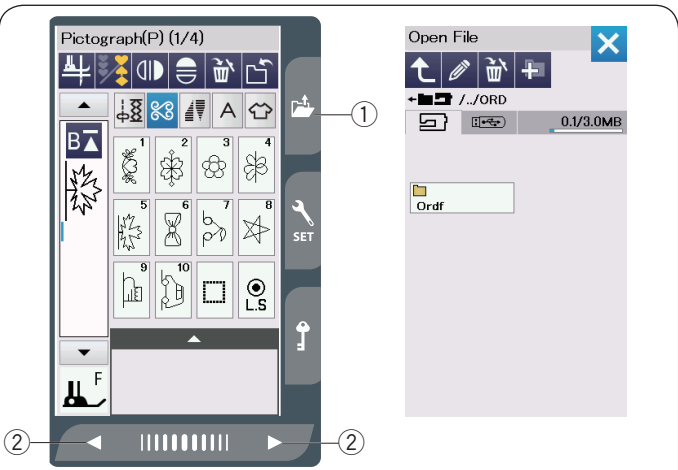 Pictograph(P) (1/4)
B
1 2 3 4
A
5 6 7 8
9 10
L.S
F
SET
1
2
2
Open File
/../ORD
0.1/3.0MB
Ordf